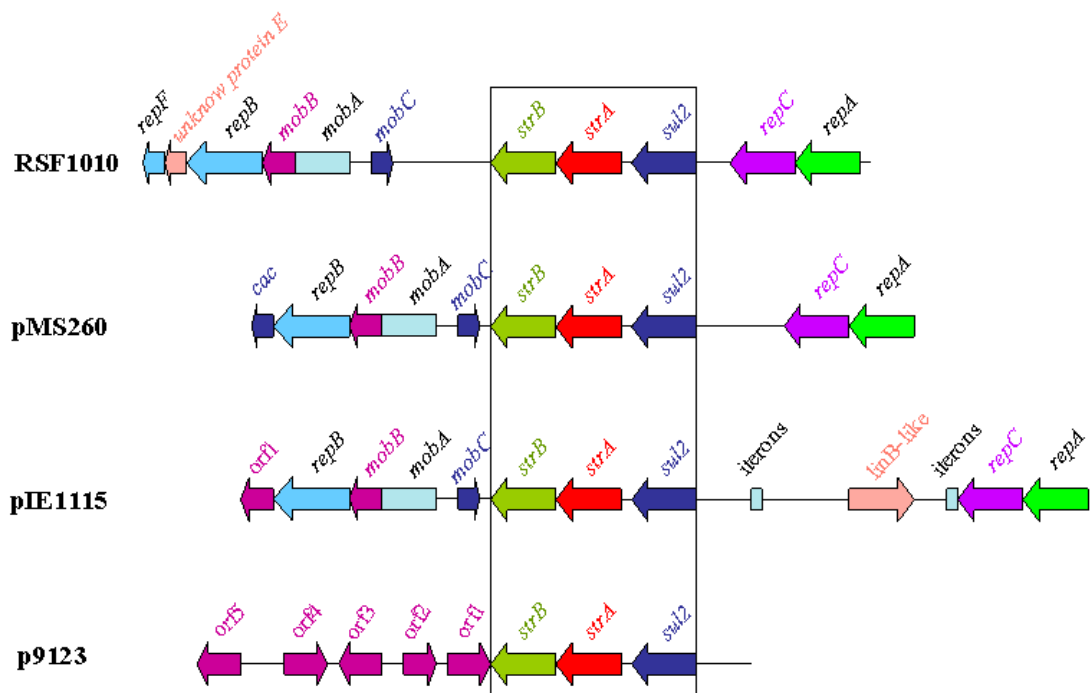 repF unknow protein E repB mobB mobA mobC strB strA sul2 repC repA
RSF1010
cac repB mobB mobA mobC strB strA sul2 repC repA
pMS260
orf1 repB mobB mobA mobC strB strA sul2 iterons linB-like iterons repC repA
pIE1115
orf5 orf4 orf3 orf2 orf1 strB strA sul2
p9123